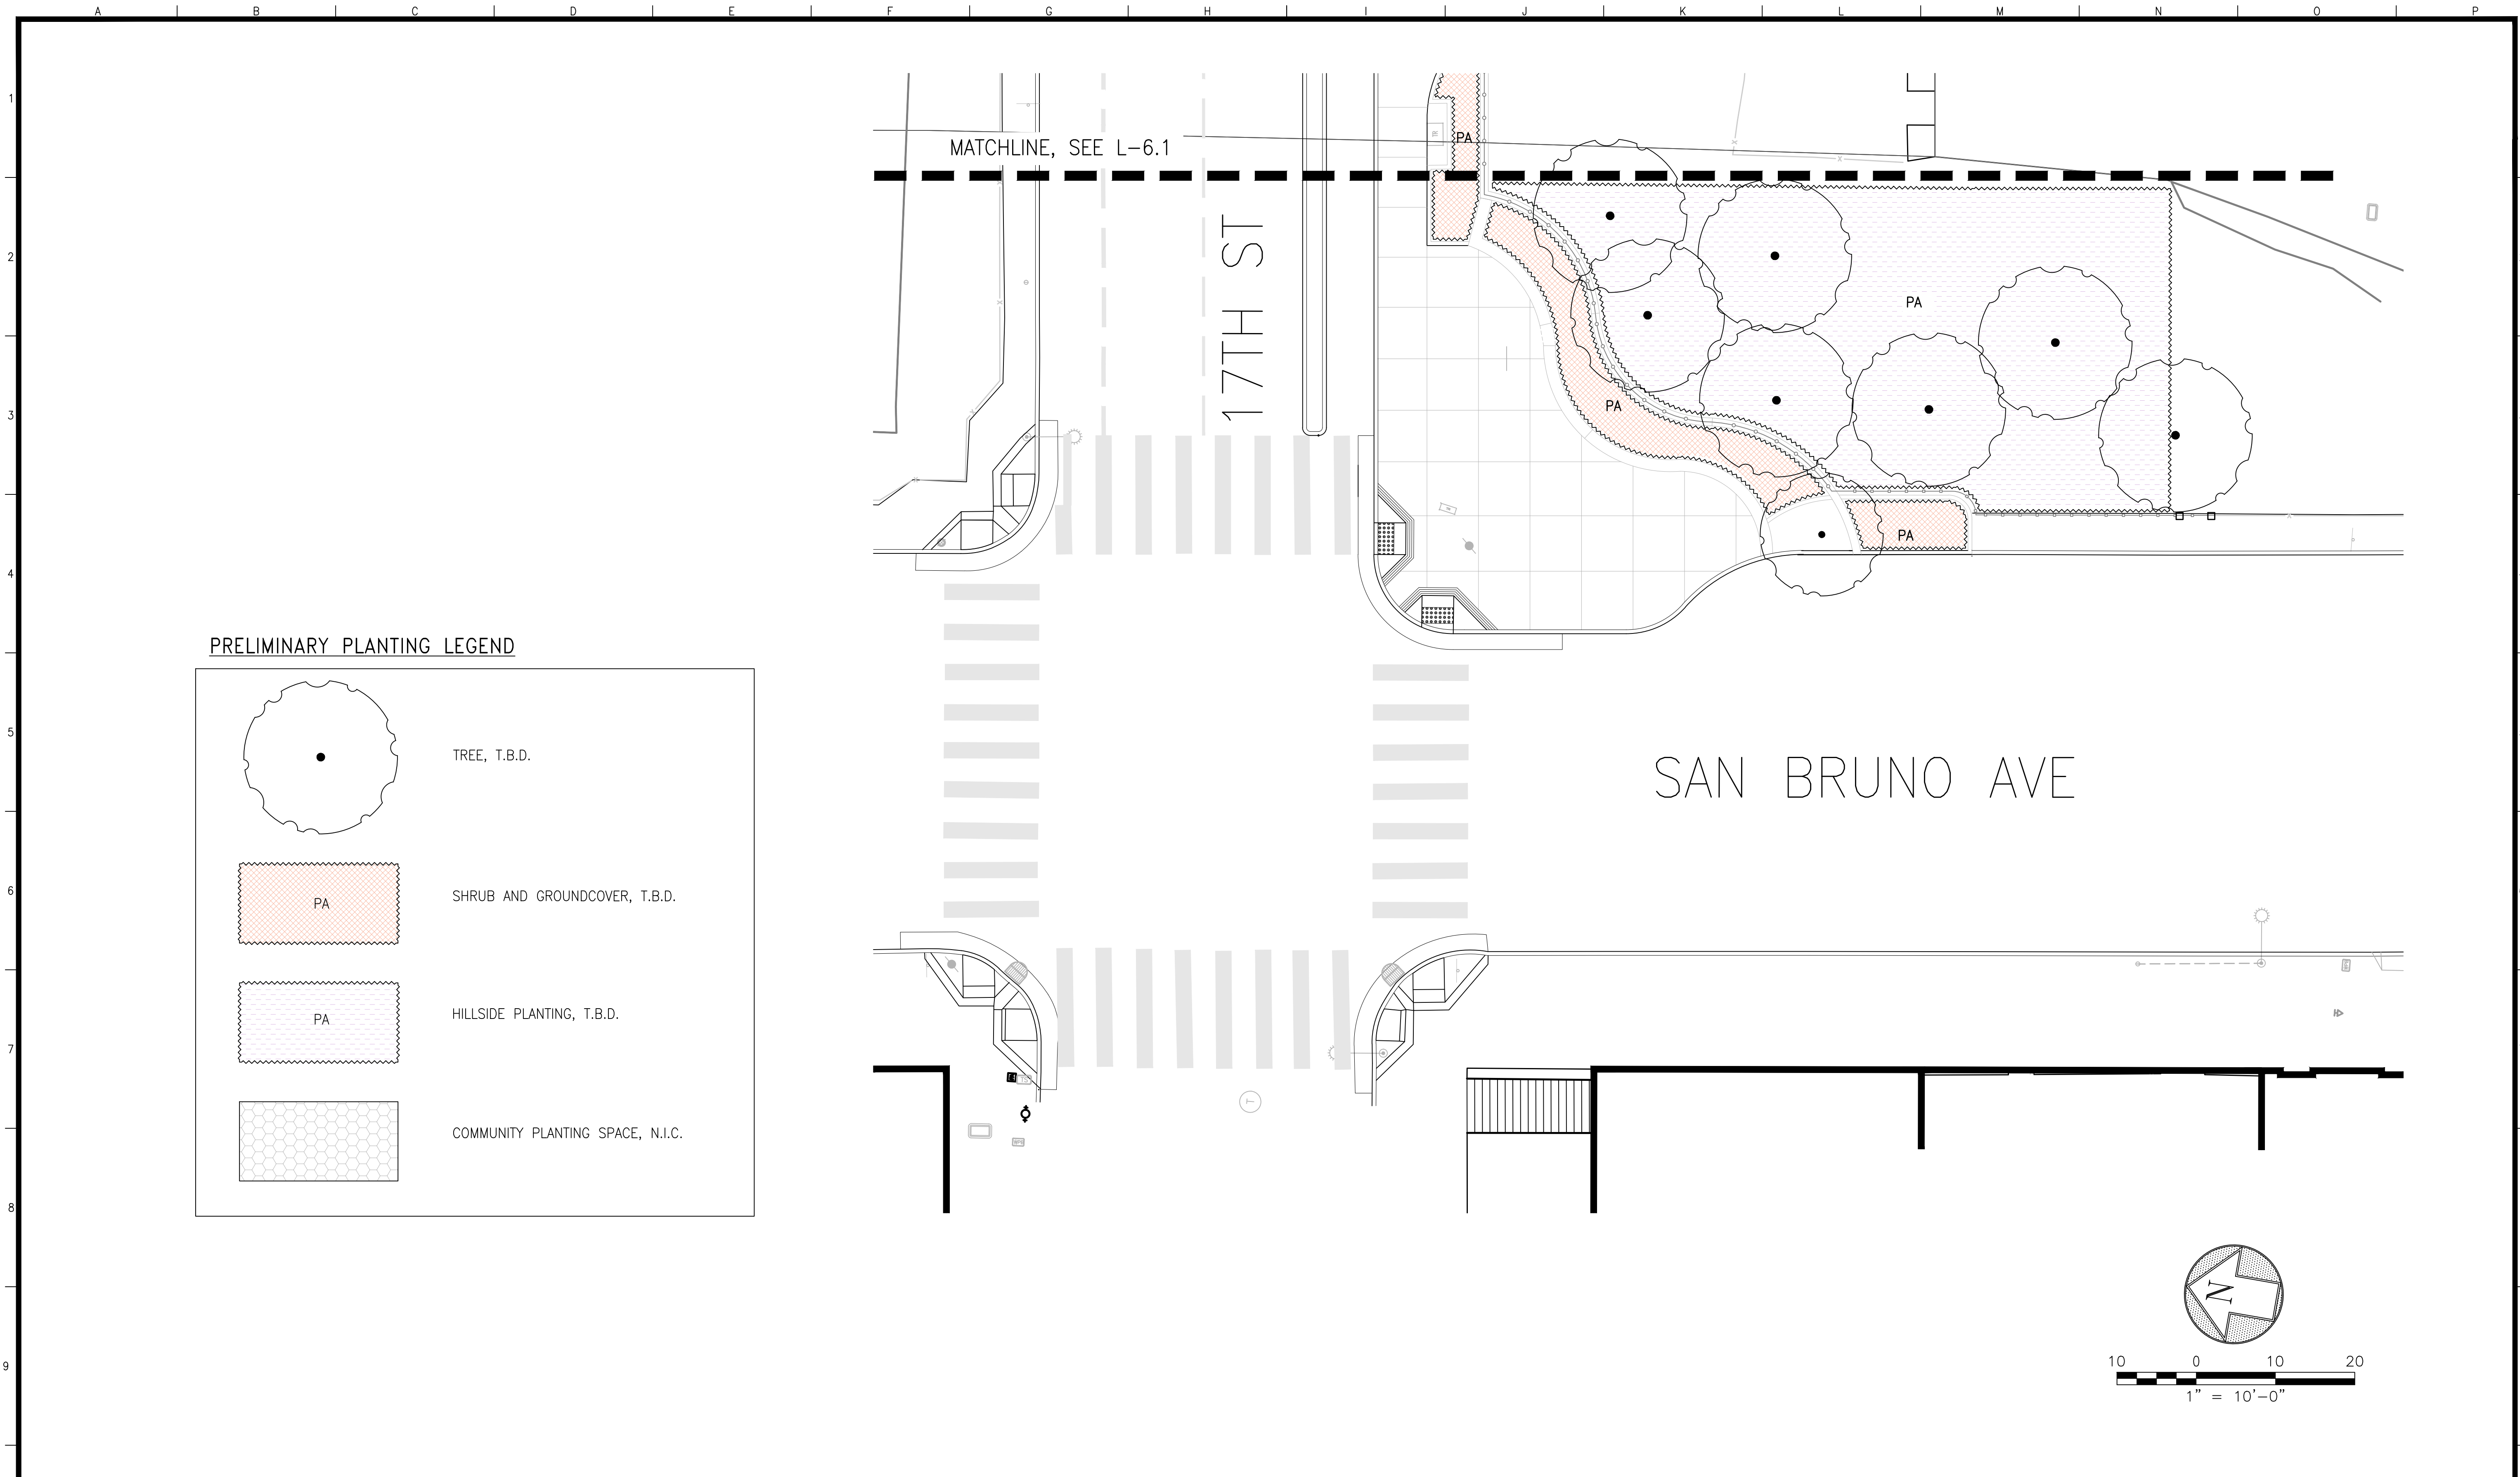 A B C D E F G H I J K L M N O P
1
MATCHLINE, SEE L-6.1
PA
2
17TH ST
PA
3
PA
PA
4
PRELIMINARY PLANTING LEGEND
5
TREE, T.B.D.
SAN BRUNO AVE
6
PA
SHRUB AND GROUNDCOVER, T.B.D.
7
PA
HILLSIDE PLANTING, T.B.D.
T
COMMUNITY PLANTING SPACE, N.I.C.
8
N
9
10 0 10 20
1" = 10'-0"